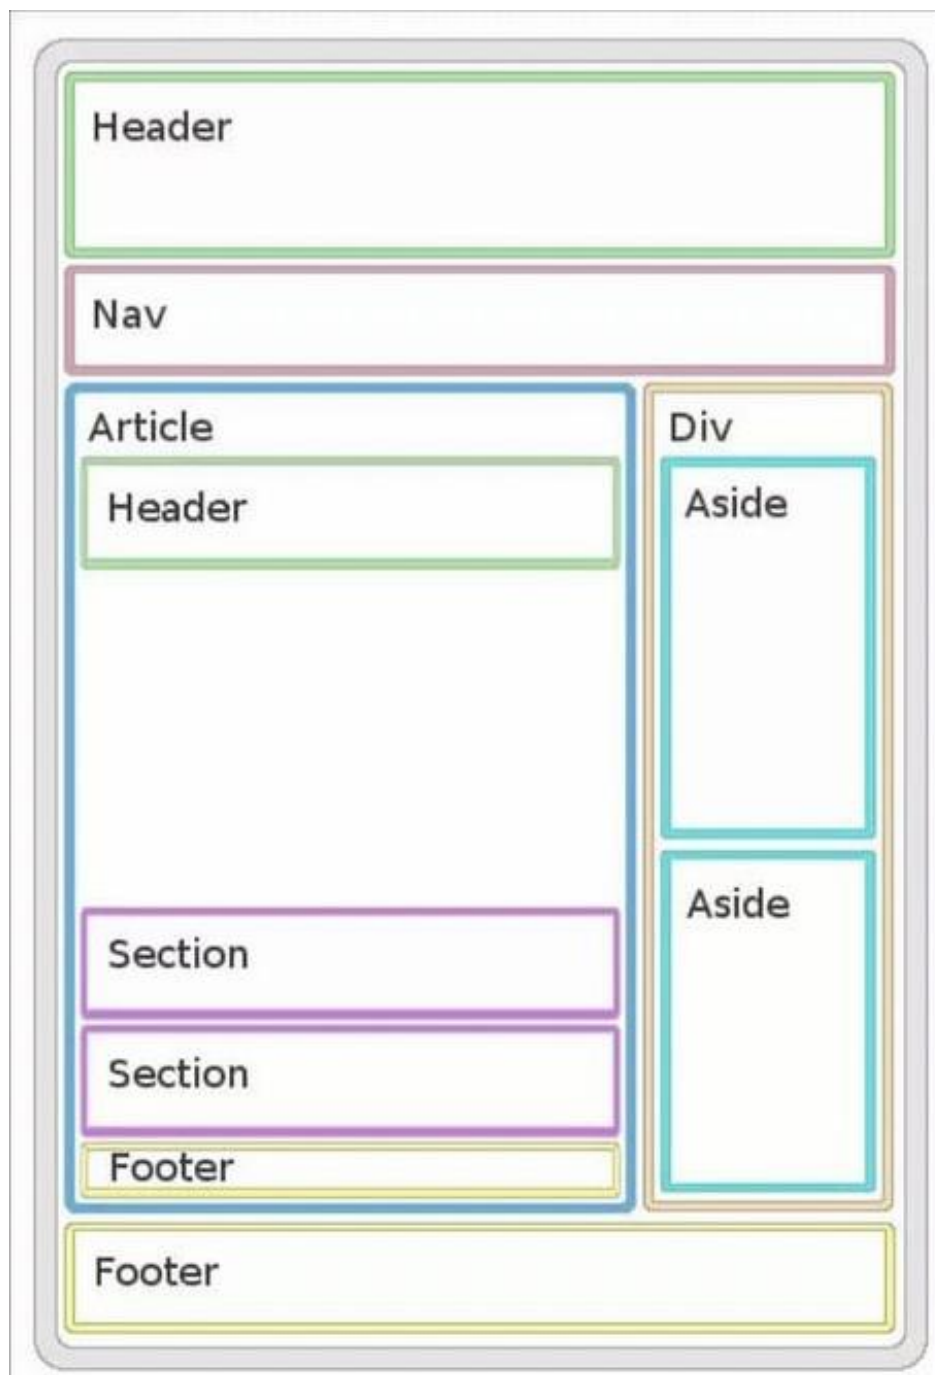 Header
Nav
Article
Header
Section
Section
Footer
Div
Aside
Aside
Footer